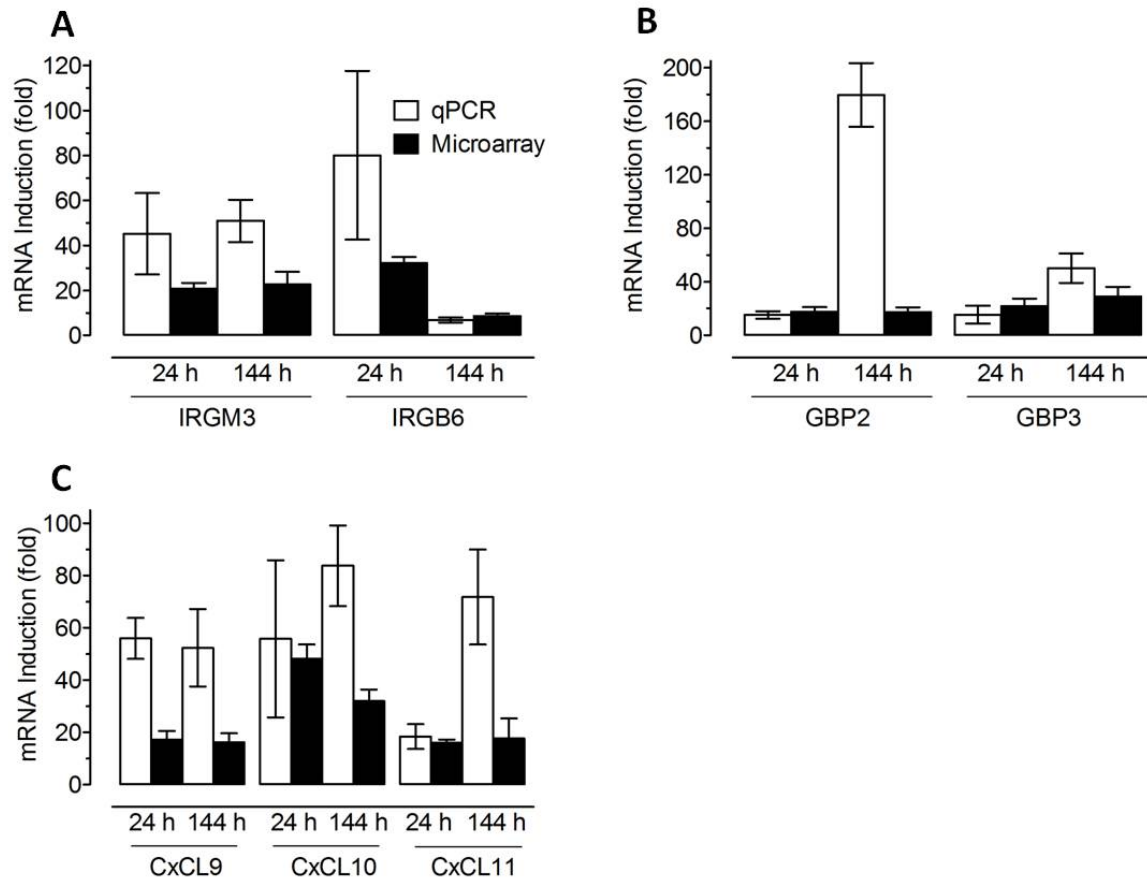 A
mRNA Induction (fold)
120
100
80
60
40
20
0
qPCR
Microarray
24 h 144 h 24 h 144 h
IRGM3 IRGB6
B
mRNA Induction (fold)
200
160
120
80
40
0
24 h 144 h 24 h 144 h
GBP2 GBP3
C
mRNA Induction (fold)
100
80
60
40
20
0
24 h 144 h 24 h 144 h 24 h 144 h
CxCL9 CxCL10 CxCL11